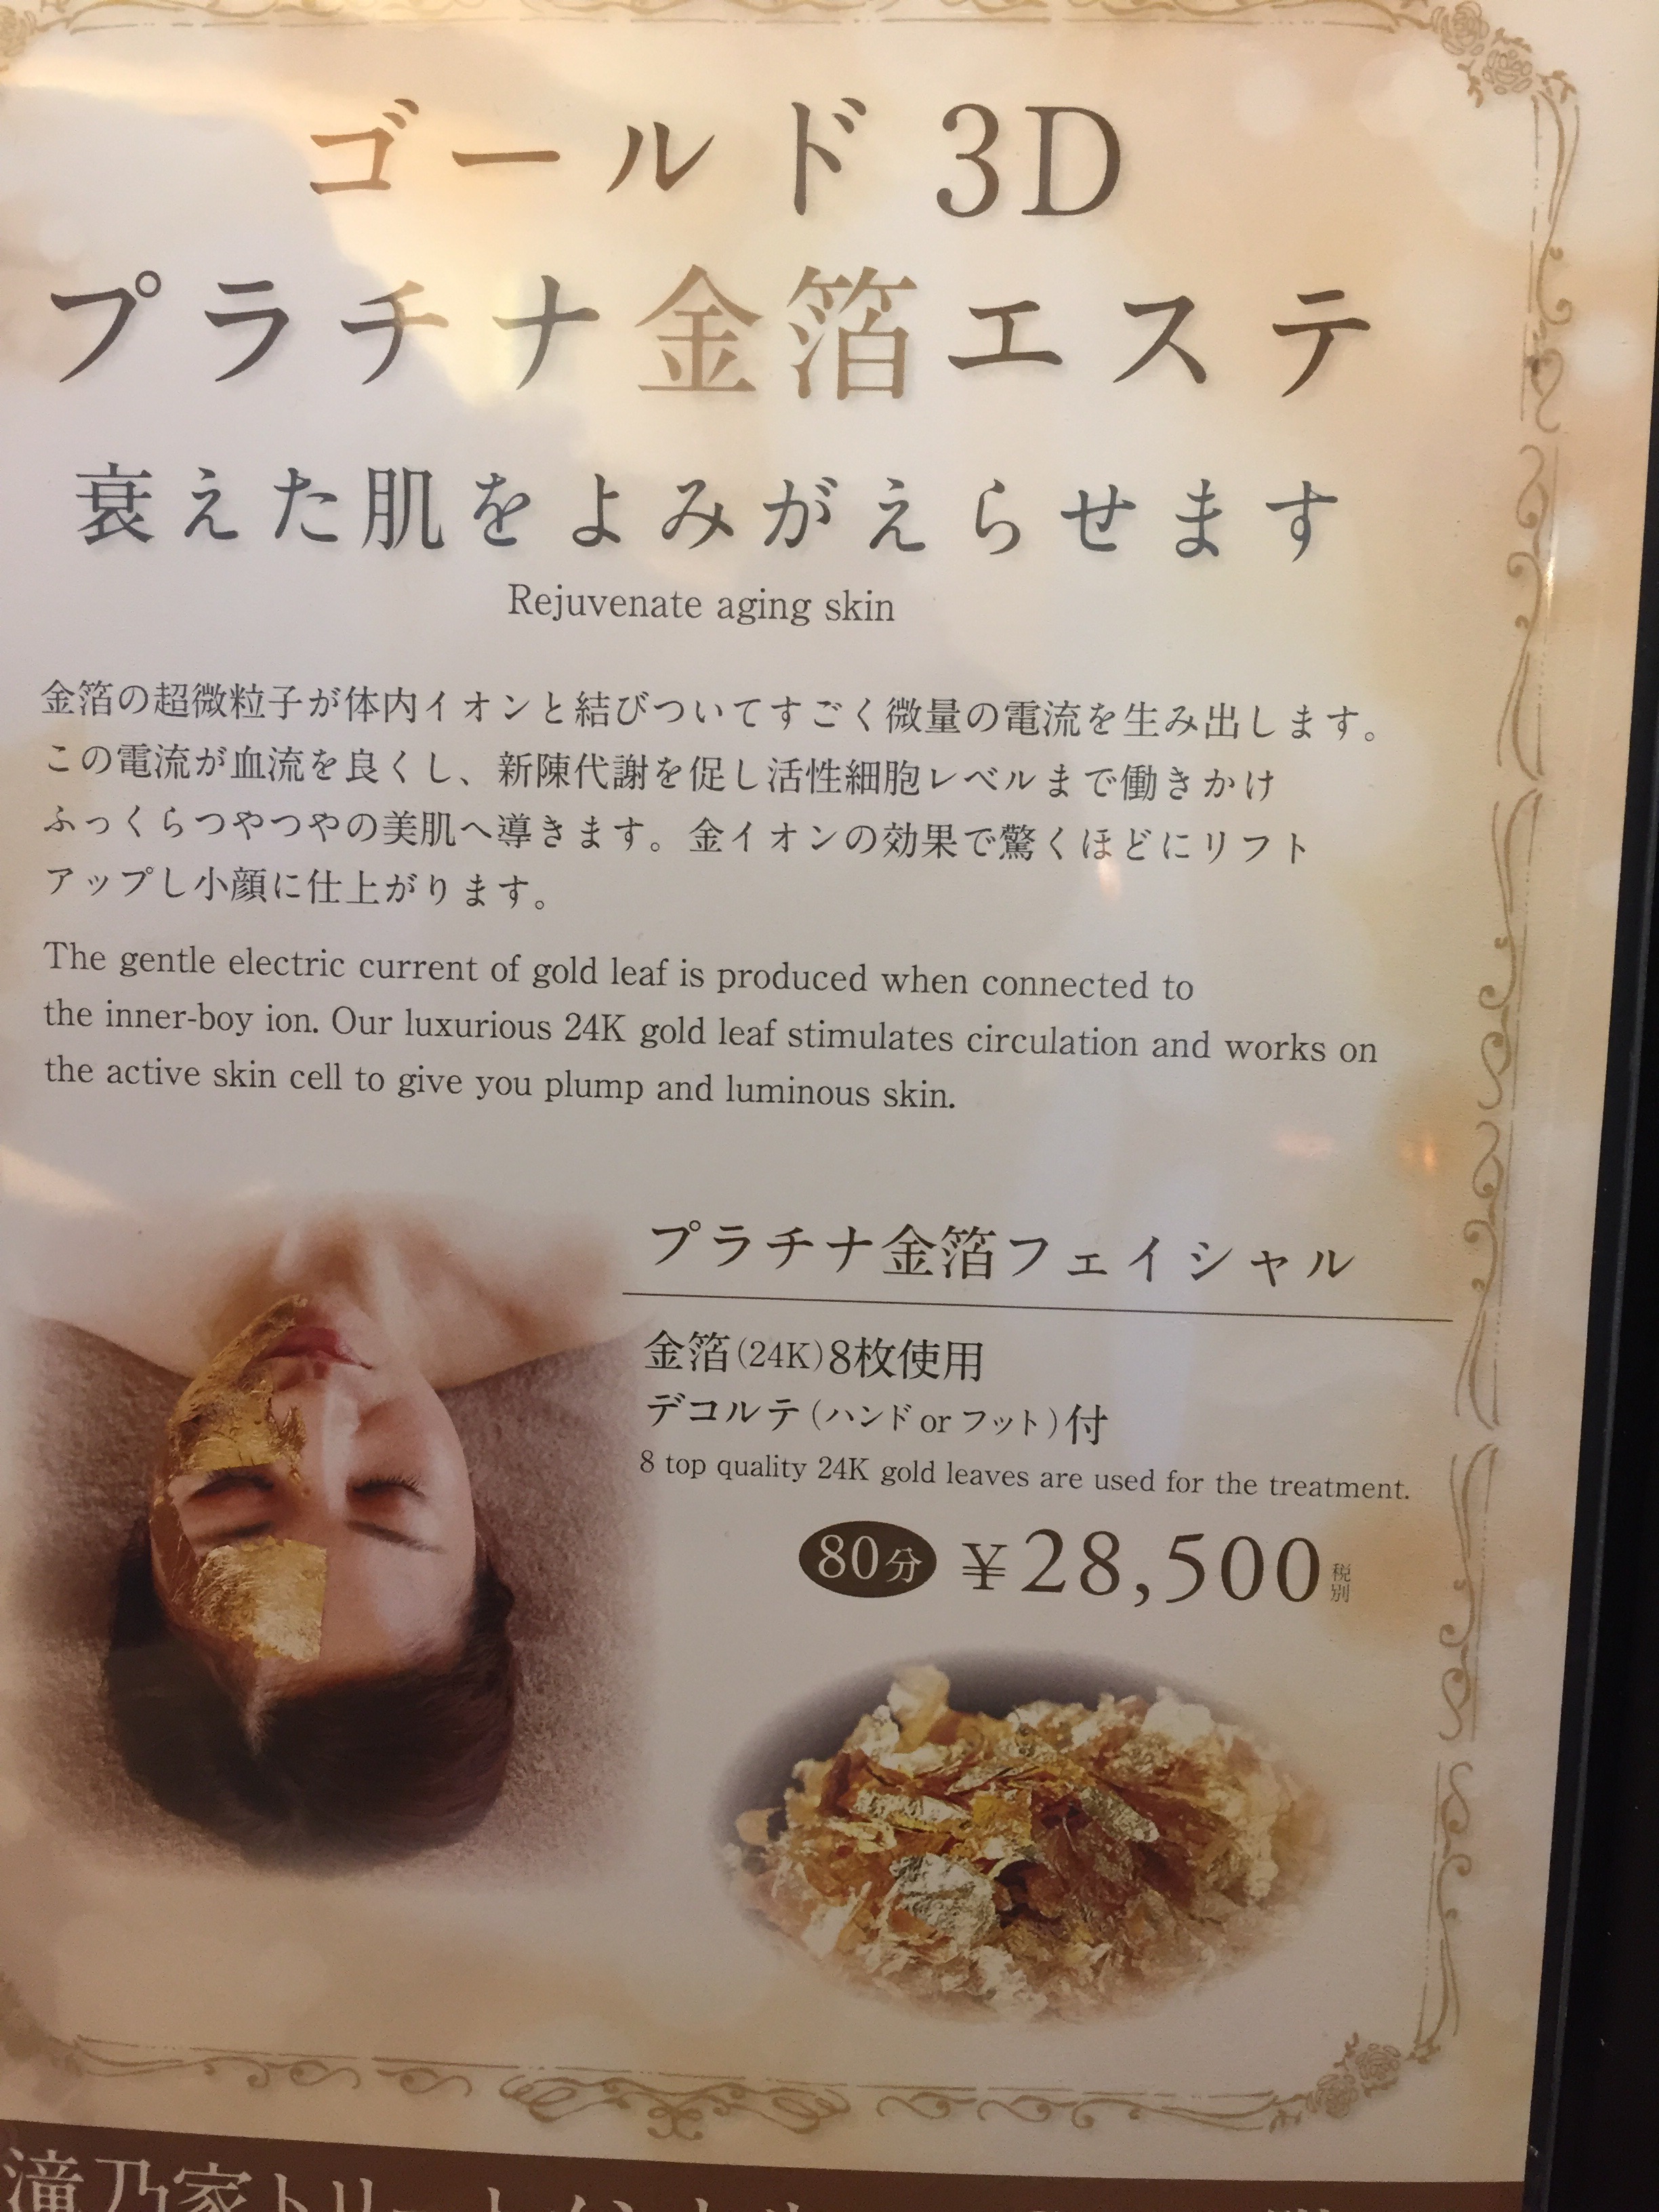 ゴールド 3D
プラチナ金箔エステ
衰えた肌をよみがえらせます
Rejuvenate aging skin
金箔の超微粒子が体内イオンと結びついてすごく微量の電流を生み出します。
この電流が血流を良くし、新陳代謝を促し活性細胞レベルまで働きかけ
ふっくらつやつやの美肌へ導きます。金イオンの効果で驚くほどにリフト
アップし小顔に仕上がります。
The gentle electric current of gold leaf is produced when connected to
the inner-boy ion. Our luxurious 24K gold leaf stimulates circulation and works on
the active skin cell to give you plump and luminous skin.
プラチナ金箔フェイシャル
金箔(24K)8枚使用
デコルテ(ハンド or フット)付
8 top quality 24K gold leaves are used for the treatment.
80分 ¥28,500 税別
滝乃家トリートメント